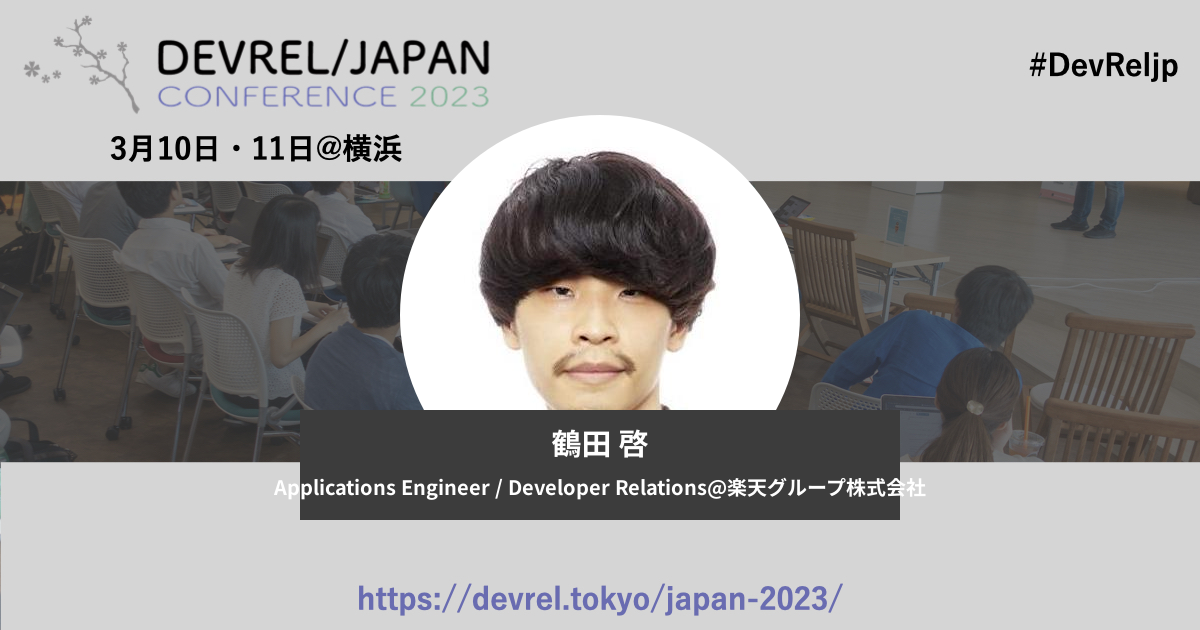 DEVREL/JAPAN
CONFERENCE 2023
#DevReljp
3月10日・11日@横浜
鶴田 啓
Applications Engineer / Developer Relations@楽天グループ株式会社
https://devrel.tokyo/japan-2023/